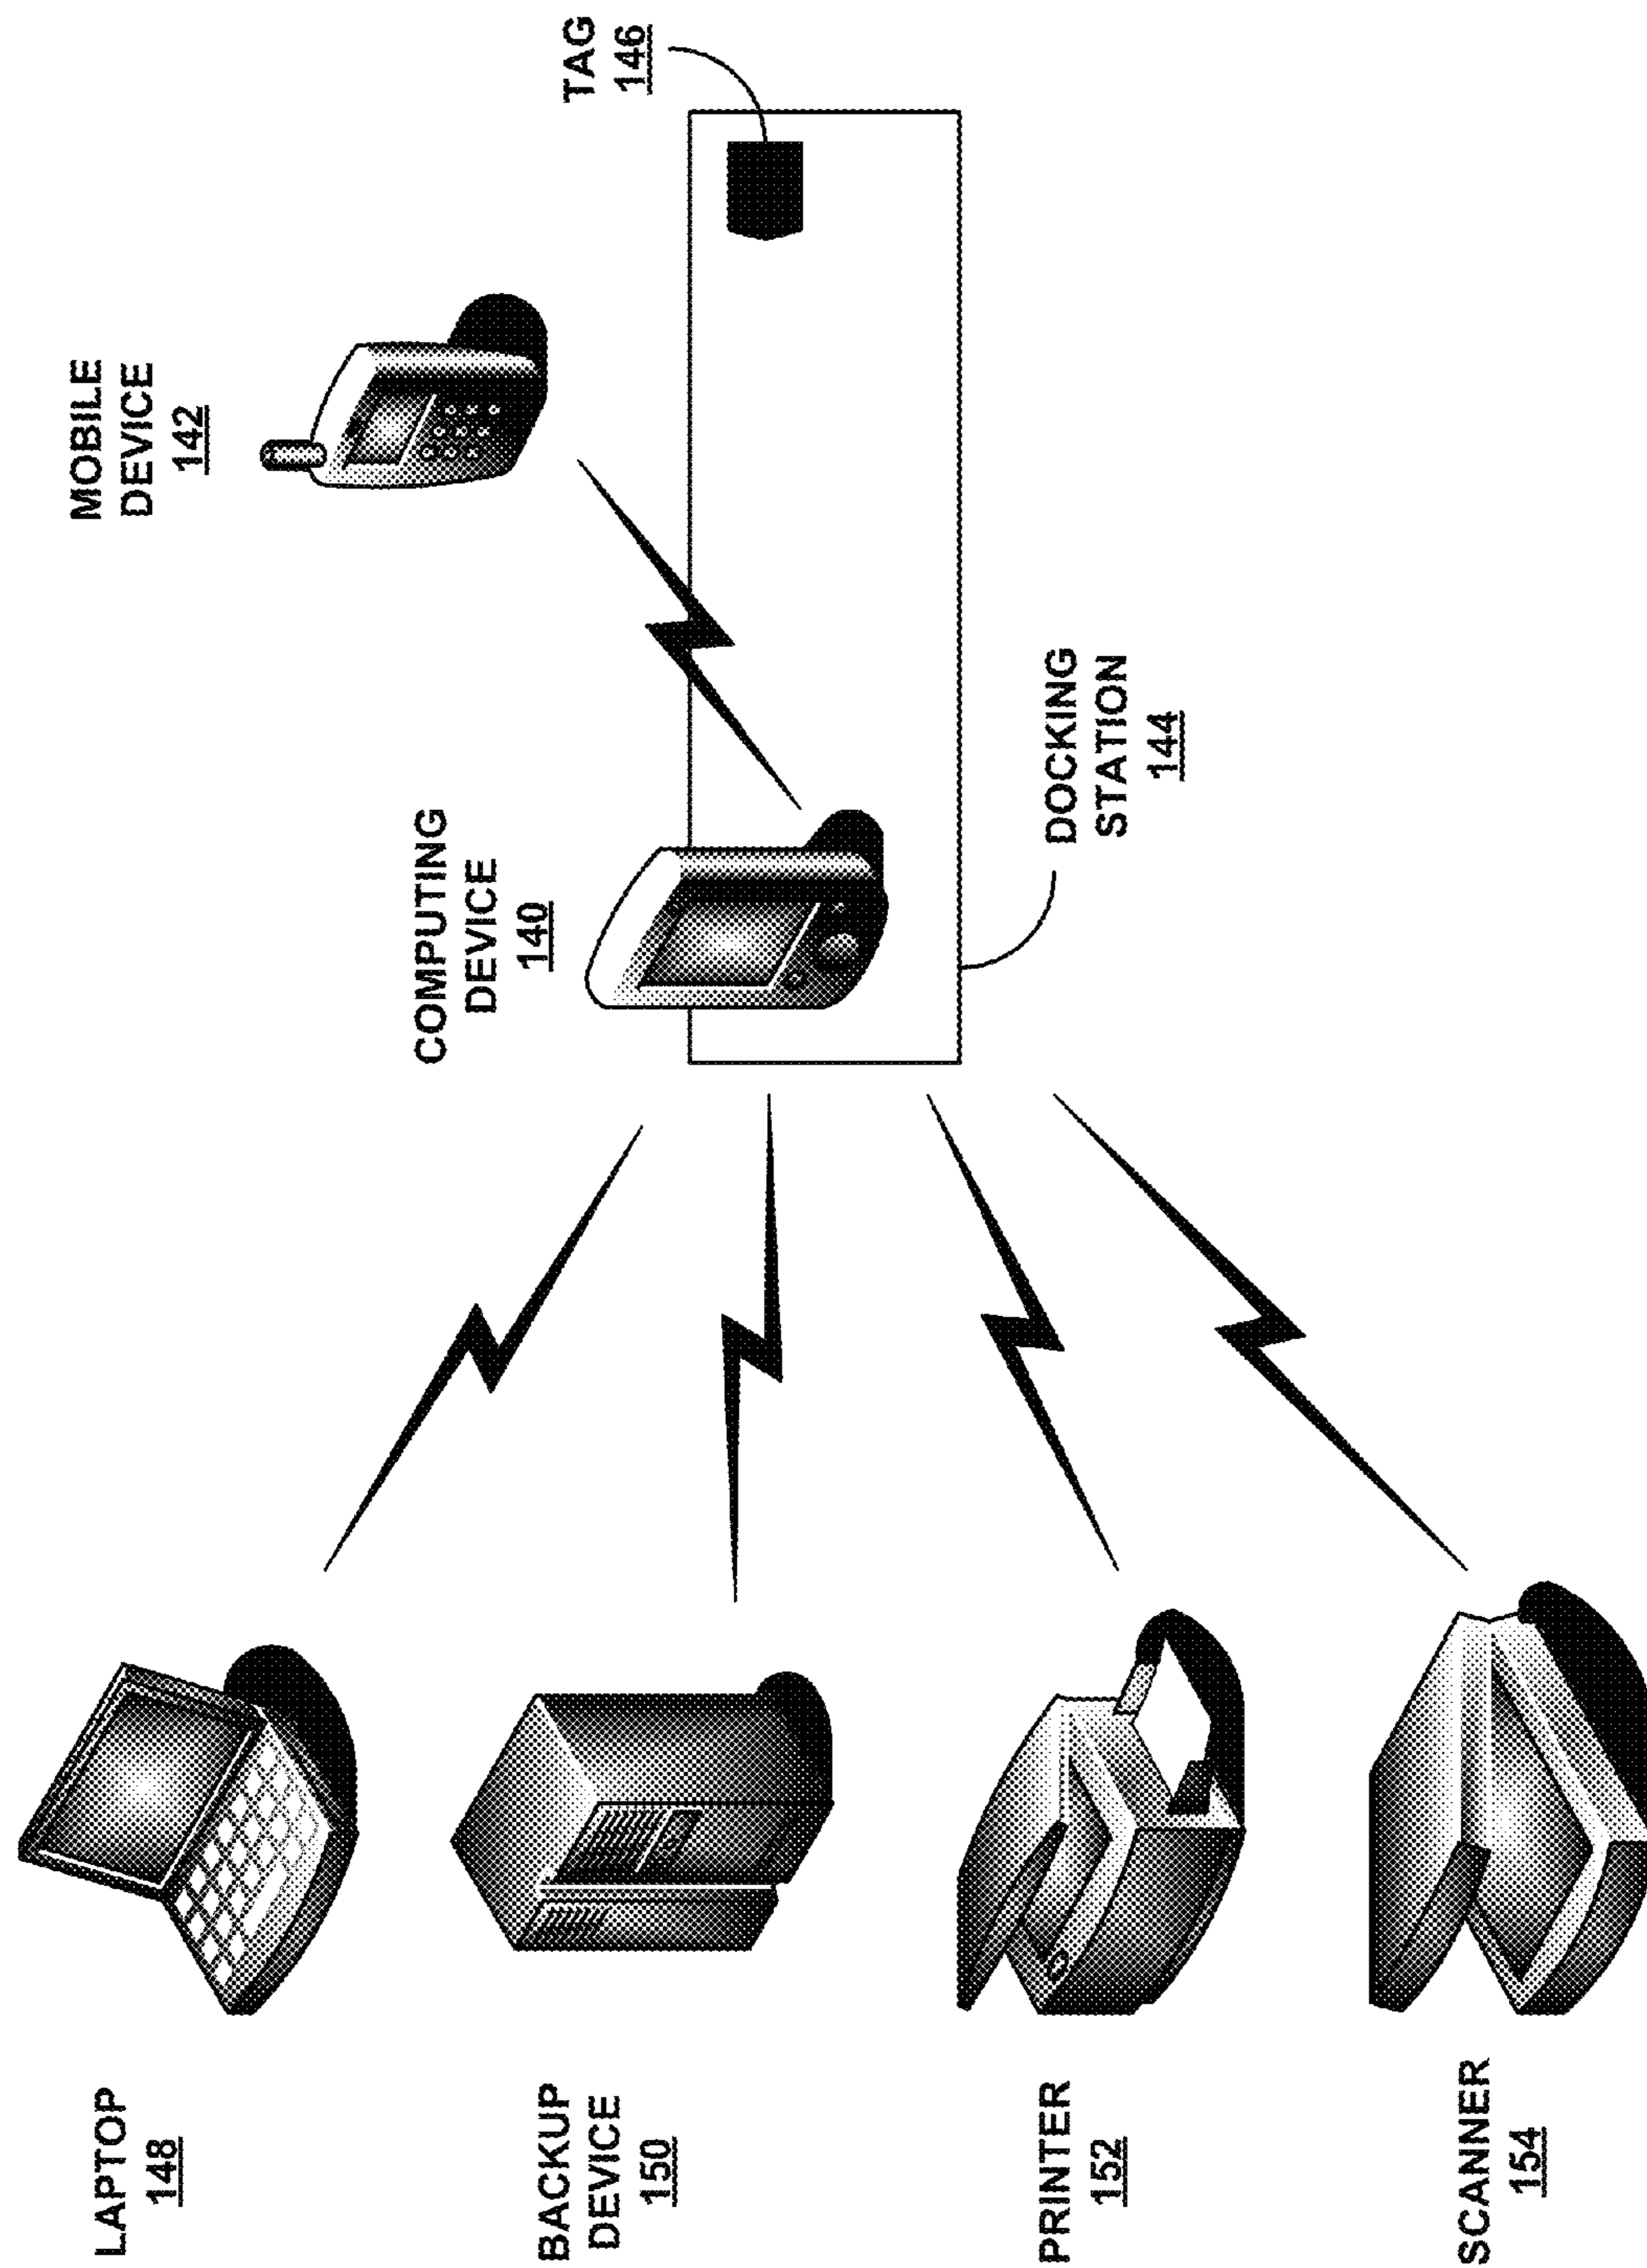 LAPTOP
148
BACKUP
DEVICE
150
PRINTER
152
SCANNER
154
COMPUTING
DEVICE
140
MOBILE
DEVICE
142
TAG
146
DOCKING
STATION
144